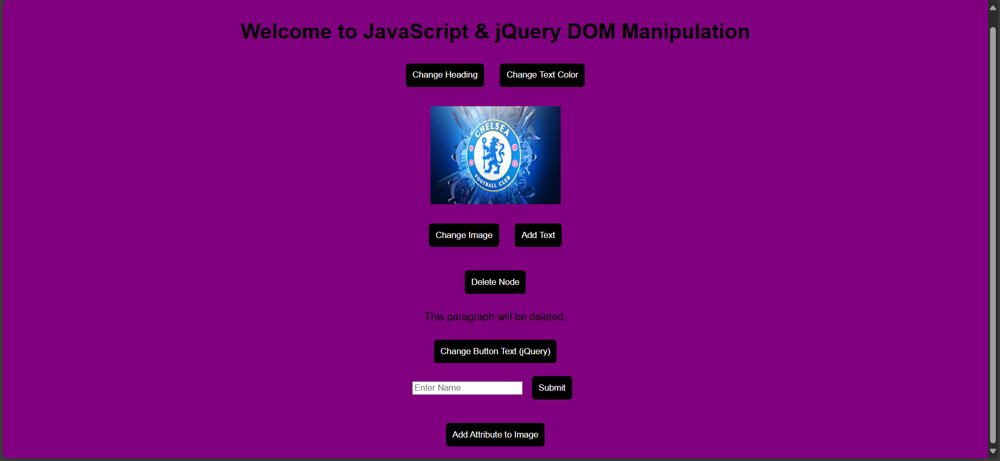 Welcome to JavaScript & jQuery DOM Manipulation
Change Heading
Change Text Color
CHELSEA
FOOTBALL CLUB
Change Image
Add Text
Delete Node
This paragraph will be deleted.
Change Button Text (jQuery)
Enter Name
Submit
Add Attribute to Image